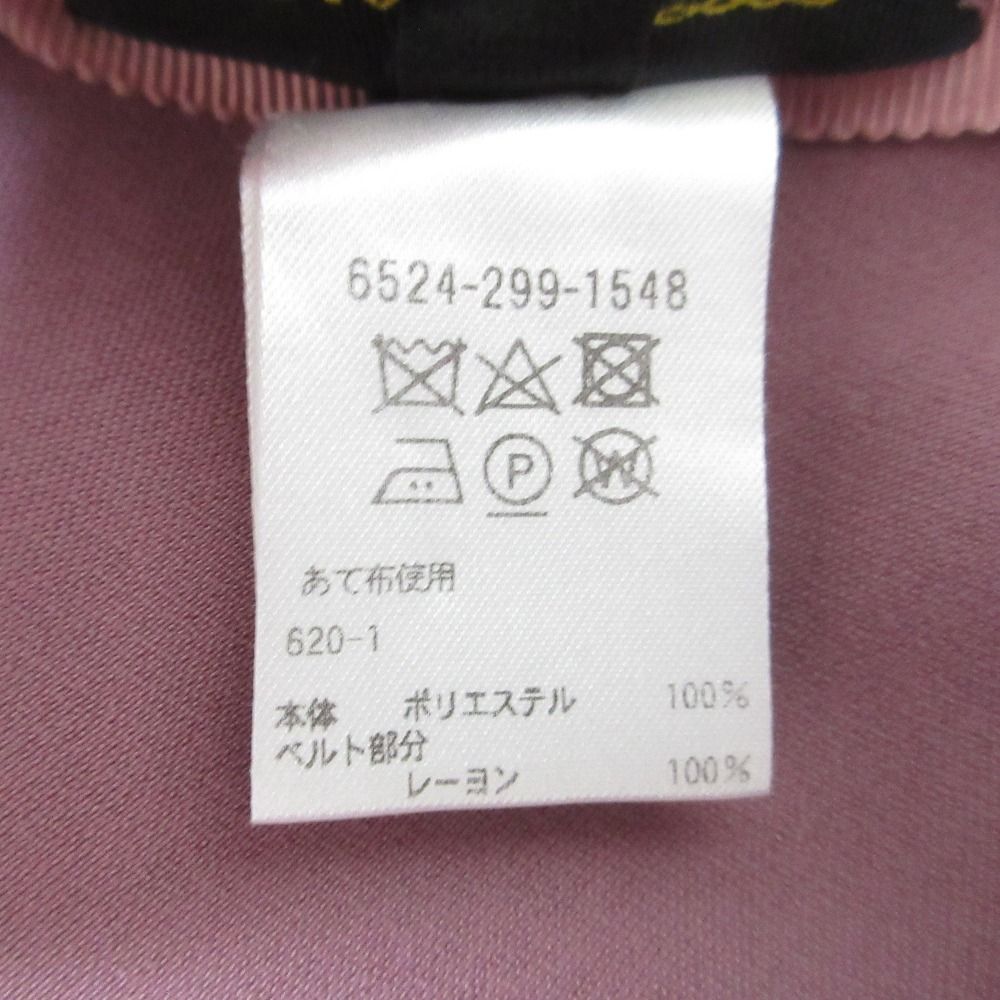 6524-299-1548
P W
あて布使用
620-1
本体 ポリエステル 100%
ベルト部分
レーヨン 100%